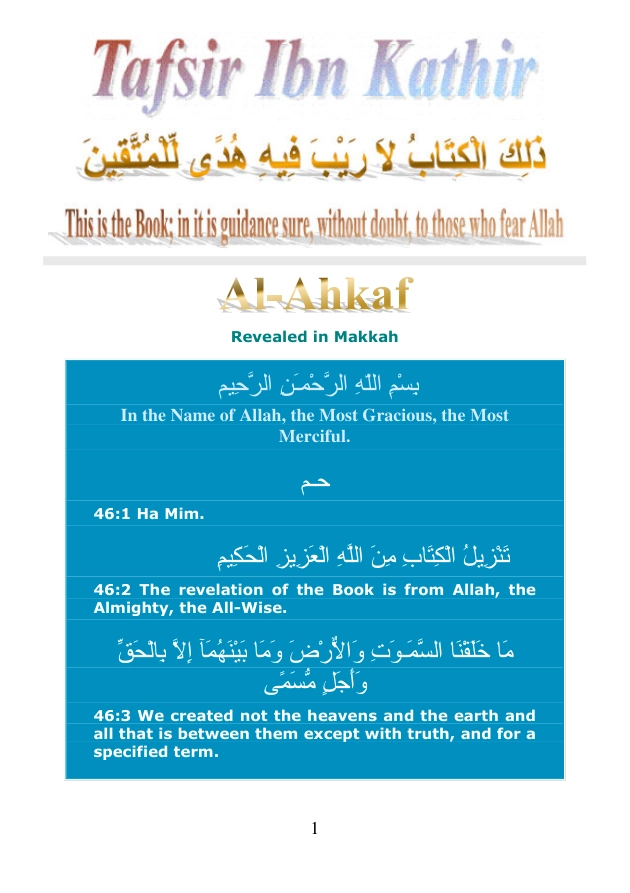 Tafsir Ibn Kathir
ذَلِكَ الْكِتَابُ لاَ رَيْبَ فِيهِ هُدًى لِّلْمُتَّقِينَ
This is the Book; in it is guidance sure, without doubt, to those who fear Allah
Al-Ahkaf
Revealed in Makkah
بِسْمِ اللَّهِ الرَّحْمَـنِ الرَّحِيمِ
In the Name of Allah, the Most Gracious, the Most
Merciful.
حـم
46:1 Ha Mim.
تَنْزِيلُ الْكِتَابِ مِنَ اللَّهِ الْعَزِيزِ الْحَكِيمِ
46:2 The revelation of the Book is from Allah, the
Almighty, the All-Wise.
مَا خَلَقْنَا السَّمَـوَتِ وَالاٌّرْضَ وَمَا بَيْنَهُمَآ إِلاَّ بِالْحَقِّ
وَأَجَلٍ مُّسَمًى
46:3 We created not the heavens and the earth and
all that is between them except with truth, and for a
specified term.
1